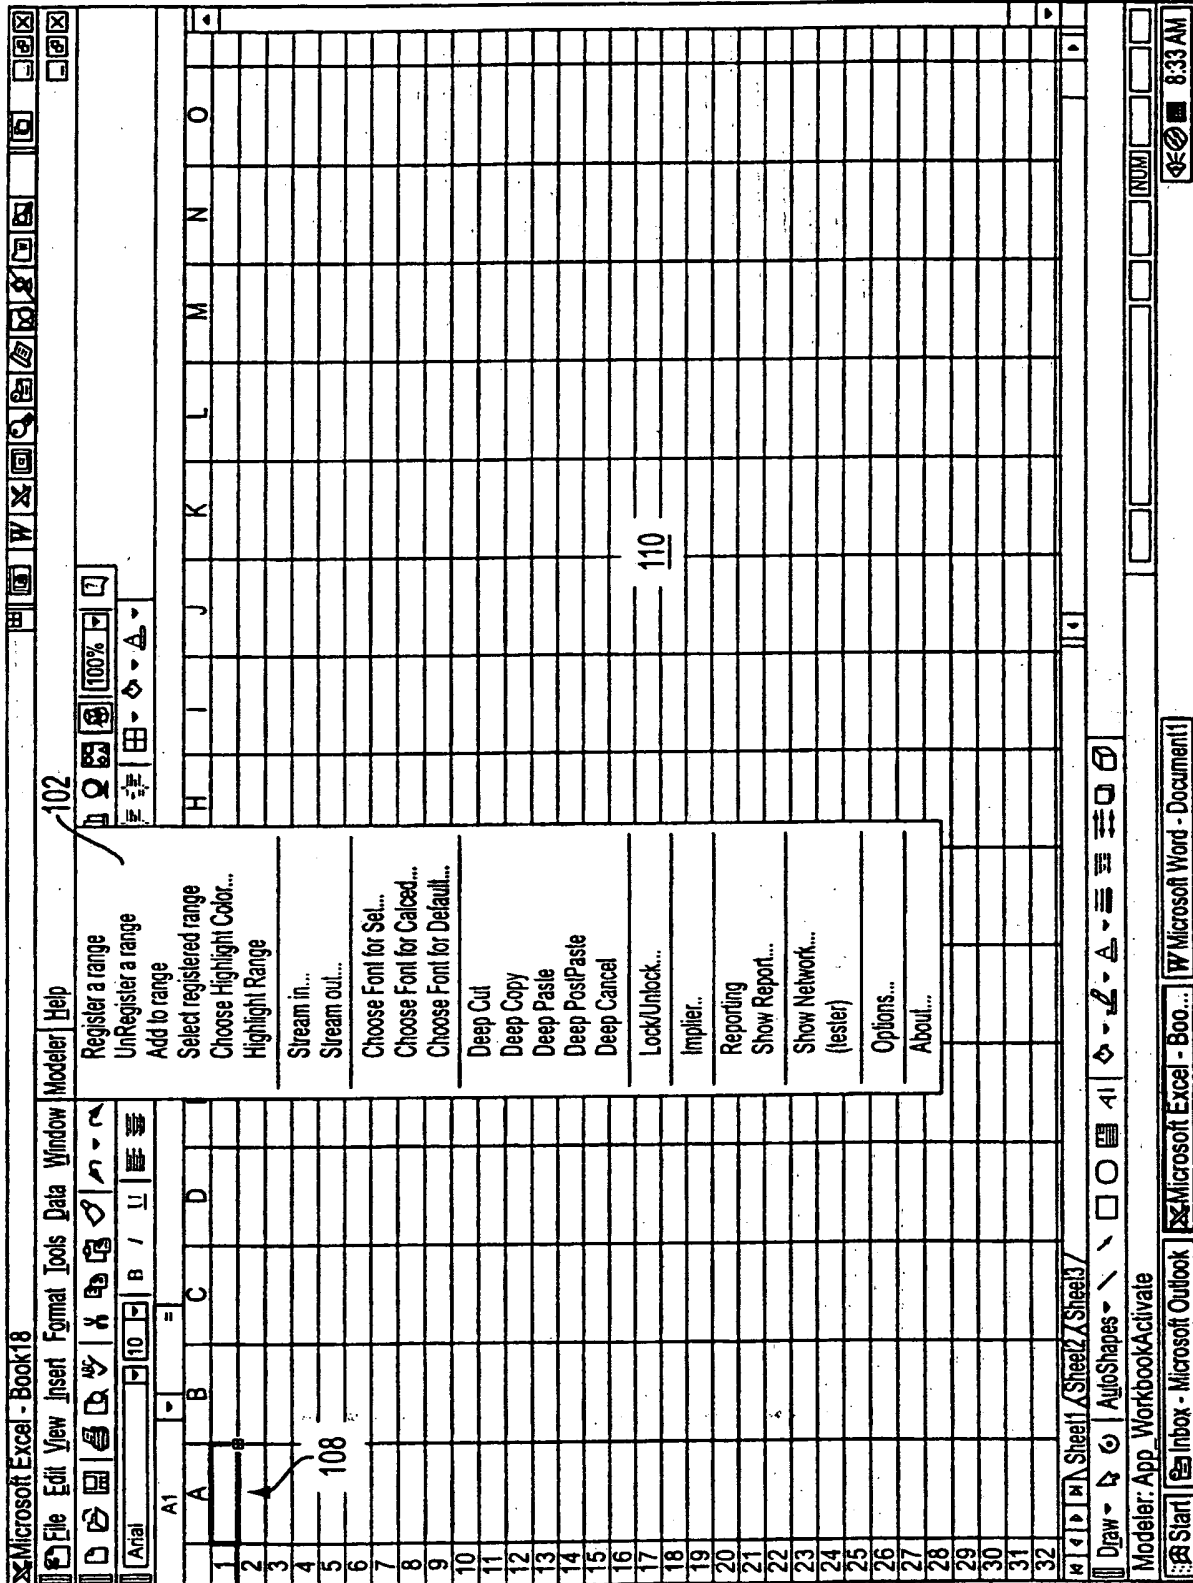 Microsoft Excel - Book18
File Edit View Insert Format Tools Data Window Modeler Help
102
100%
Arial 10 B I U
A1 =
A B C D H I J K L M N O
Register a range
UnRegister a range
Add to range
Select registered range
Choose Highlight Color...
Highlight Range
Stream in...
Stream out...
Choose Font for Set...
Choose Font for Calced...
Choose Font for Default...
Deep Cut
Deep Copy
Deep Paste
Deep PostPaste
Deep Cancel
Lock/Unlock...
Implier..
Reporting
Show Report...
Show Network...
(tester)
Options...
About...
1
2
3
4
5
6
7
8
9
10
11
12
13
14
15
16
17
18
19
20
21
22
23
24
25
26
27
28
29
30
31
32
108
110
Sheet1 Sheet2 Sheet3
Draw AutoShapes
Modeler: App_WorkbookActivate NUM
Start Inbox - Microsoft Outlook Microsoft Excel - Boo... Microsoft Word - Document1 8:33 AM